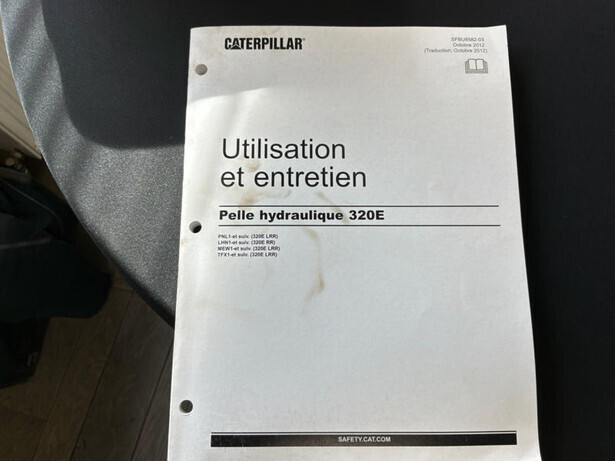 CATERPILLAR®
SFBU8582-03
Octobre 2012
(Traduction: Octobre 2012)
Utilisation
et entretien
Pelle hydraulique 320E
PNL1-et suiv. (320E LRR)
LHN1-et suiv. (320E RR)
MEW1-et suiv. (320E LRR)
TFX1-et suiv. (320E LRR)
SAFETY.CAT.COM